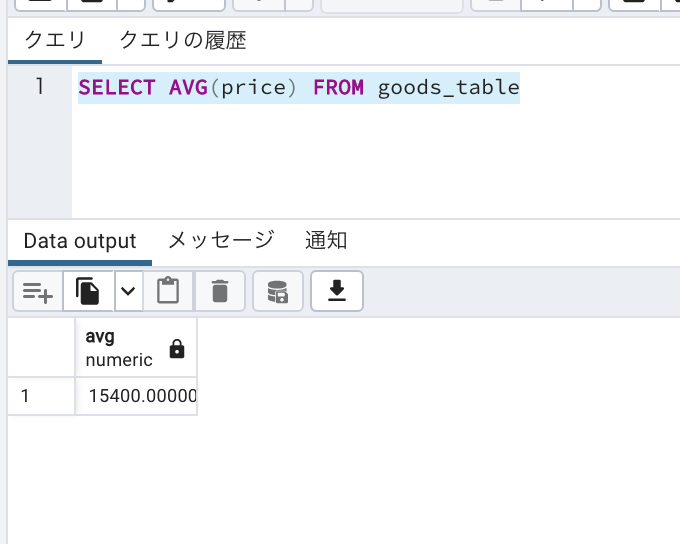 クエリ クエリの履歴
1 SELECT AVG(price) FROM goods_table
Data output メッセージ 通知
avg
numeric
1 15400.00000